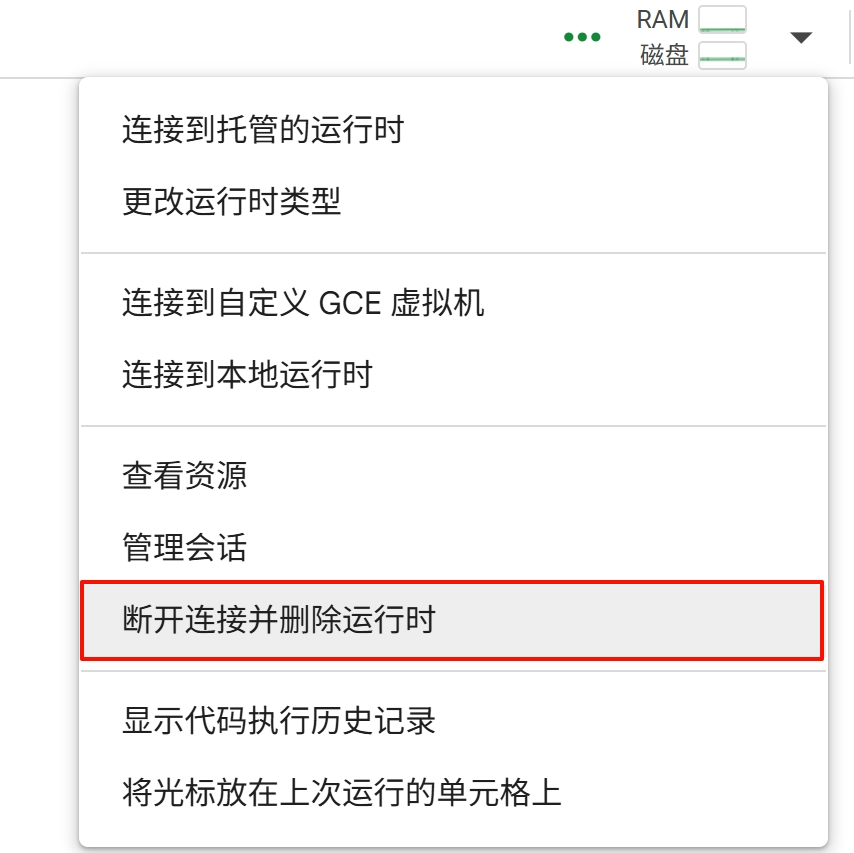 RAM
磁盘
连接到托管的运行时
更改运行时类型
连接到自定义 GCE 虚拟机
连接到本地运行时
查看资源
管理会话
断开连接并删除运行时
显示代码执行历史记录
将光标放在上次运行的单元格上